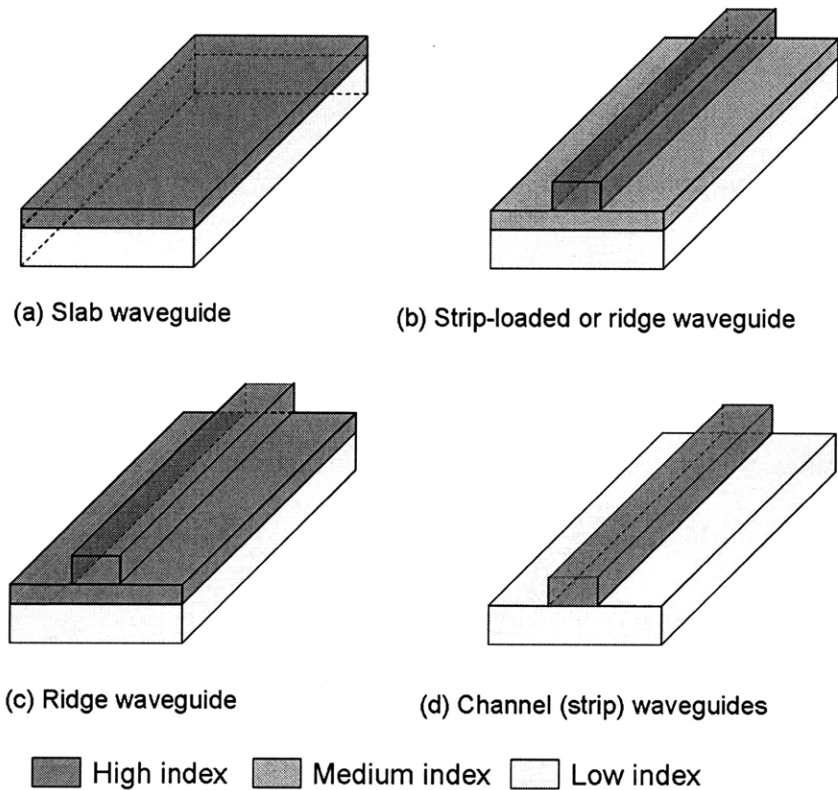 (a) Slab waveguide
(b) Strip-loaded or ridge waveguide
(c) Ridge waveguide
(d) Channel (strip) waveguides
High index Medium index Low index